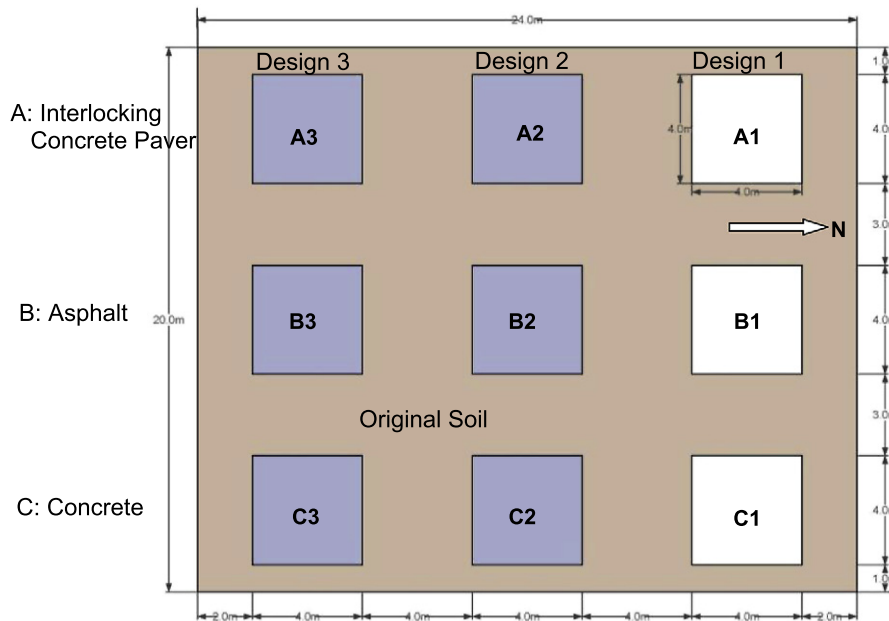 24.0m
Design 3
Design 2
Design 1
1.0
A: Interlocking
Concrete Paver
A3
A2
4.0m
A1
4.0
4.0m
N
3.0
B: Asphalt
20.0m
B3
B2
B1
4.0
Original Soil
3.0
C: Concrete
C3
C2
C1
4.0
1.0
2.0m
4.0m
4.0m
4.0m
4.0m
4.0m
2.0m